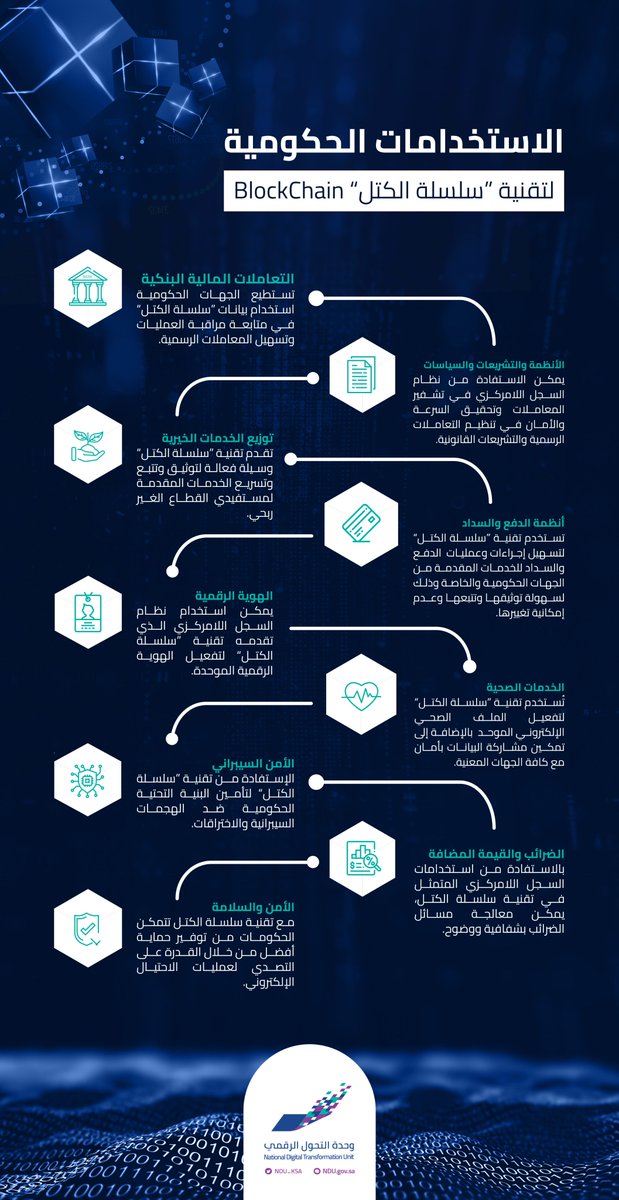 الاستخدامات الحكومية
لتقنية ”سلسلة الكتل“ BlockChain
التعاملات المالية البنكية
تستطيع الجهات الحكومية
استخدام بيانات ”سلسلة الكتل“
في متابعة مراقبة العمليات
وتسهيل المعاملات الرسمية.
الأنظمة والتشريعات والسياسات
يمكن الاستفادة من نظام
السجل اللامركزي في تشفير
المعاملات وتحقيق السرعة
والأمان في تنظيم التعاملات
الرسمية والتشريعات القانونية.
توزيع الخدمات الخيرية
تقدم تقنية ”سلسلة الكتل“
وسيلة فعالة لتوثيق وتتبع
وتسريع الخدمات المقدمة
لمستفيدي القطاع الغير
ربحي.
أنظمة الدفع والسداد
تستخدم تقنية ”سلسلة الكتل“
لتسهيل إجراءات وعمليات الدفع
والسداد للخدمات المقدمة من
الجهات الحكومية والخاصة وذلك
لسهولة توثيقها وتتبعها وعدم
إمكانية تغييرها.
الهوية الرقمية
يمكن استخدام نظام
السجل اللامركزي الذي
تقدمه تقنية ”سلسلة
الكتل“ لتفعيل الهوية
الرقمية الموحدة.
الخدمات الصحية
تُستخدم تقنية ”سلسلة الكتل“
لتفعيل الملف الصحي
الإلكتروني الموحد بالإضافة إلى
تمكين مشاركة البيانات بأمان
مع كافة الجهات المعنية.
الأمن السيبراني
الإستفادة من تقنية ”سلسلة
الكتل“ لتأمين البنية التحتية
الحكومية ضد الهجمات
السيبرانية والاختراقات.
الضرائب والقيمة المضافة
بالاستفادة من استخدامات
السجل اللامركزي المتمثل
في تقنية سلسلة الكتل،
يمكن معالجة مسائل
الضرائب بشفافية ووضوح.
الأمن والسلامة
مع تقنية سلسلة الكتل تتمكن
الحكومات من توفير حماية
أفضل من خلال القدرة على
التصدي لعمليات الاحتيال
الإلكتروني.
وحدة التحول الرقمي
National Digital Transformation Unit
NDU_KSA NDU.gov.sa